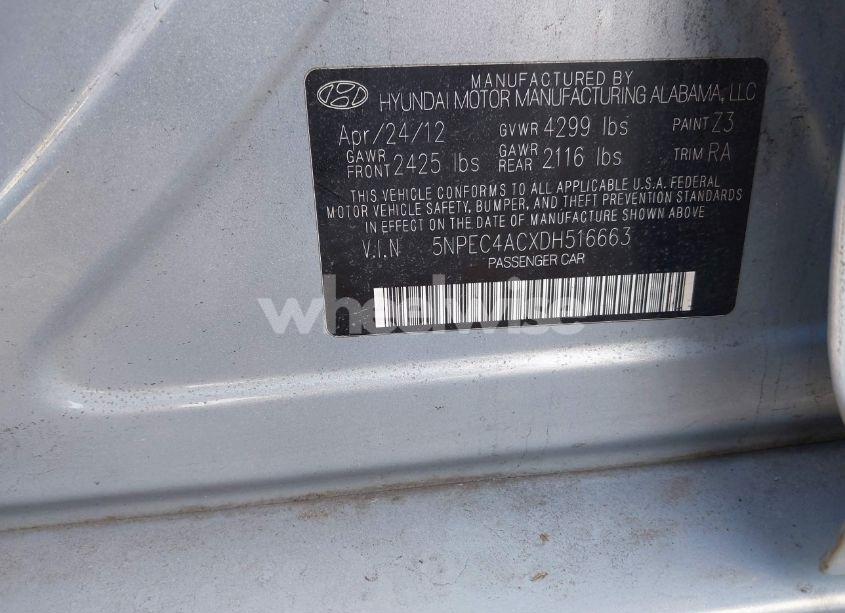 MANUFACTURED BY
HYUNDAI MOTOR MANUFACTURING ALABAMA, LLC
Apr/24/12 GVWR 4299 lbs PAINT Z3
GAWR FRONT 2425 lbs GAWR REAR 2116 lbs TRIM RA
THIS VEHICLE CONFORMS TO ALL APPLICABLE U.S.A. FEDERAL
MOTOR VEHICLE SAFETY, BUMPER, AND THEFT PREVENTION STANDARDS
IN EFFECT ON THE DATE OF MANUFACTURE SHOWN ABOVE
V.I.N 5NPEC4ACXDH516663
PASSENGER CAR
wheelwise